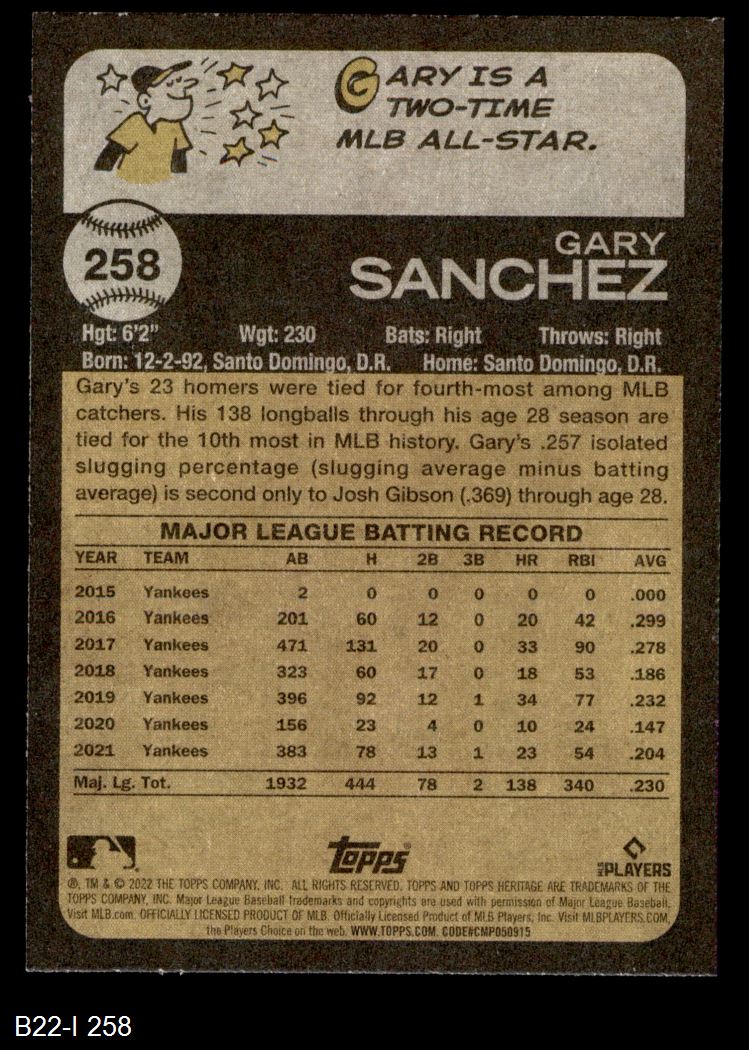 GARY IS A
TWO-TIME
MLB ALL-STAR.
258
GARY
SANCHEZ
Hgt: 6'2" Wgt: 230 Bats: Right Throws: Right
Born: 12-2-92, Santo Domingo, D.R. Home: Santo Domingo, D.R.
Gary's 23 homers were tied for fourth-most among MLB
catchers. His 138 longballs through his age 28 season are
tied for the 10th most in MLB history. Gary's .257 isolated
slugging percentage (slugging average minus batting
average) is second only to Josh Gibson (.369) through age 28.
MAJOR LEAGUE BATTING RECORD
YEAR TEAM AB H 2B 3B HR RBI AVG
2015 Yankees 2 0 0 0 0 0 .000
2016 Yankees 201 60 12 0 20 42 .299
2017 Yankees 471 131 20 0 33 90 .278
2018 Yankees 323 60 17 0 18 53 .186
2019 Yankees 396 92 12 1 34 77 .232
2020 Yankees 156 23 4 0 10 24 .147
2021 Yankees 383 78 13 1 23 54 .204
Maj. Lg. Tot. 1932 444 78 2 138 340 .230
Topps
PLAYERS
®, TM & © 2022 THE TOPPS COMPANY, INC. ALL RIGHTS RESERVED. TOPPS AND TOPPS HERITAGE ARE TRADEMARKS OF THE
TOPPS COMPANY, INC. Major League Baseball trademarks and copyrights are used with permission of Major League Baseball.
Visit MLB.com. OFFICIALLY LICENSED PRODUCT OF MLB. Officially Licensed Product of MLB Players, Inc. Visit MLBPLAYERS.COM,
the Players Choice on the web. WWW.TOPPS.COM. CODE#CMP050915
B22-I 258